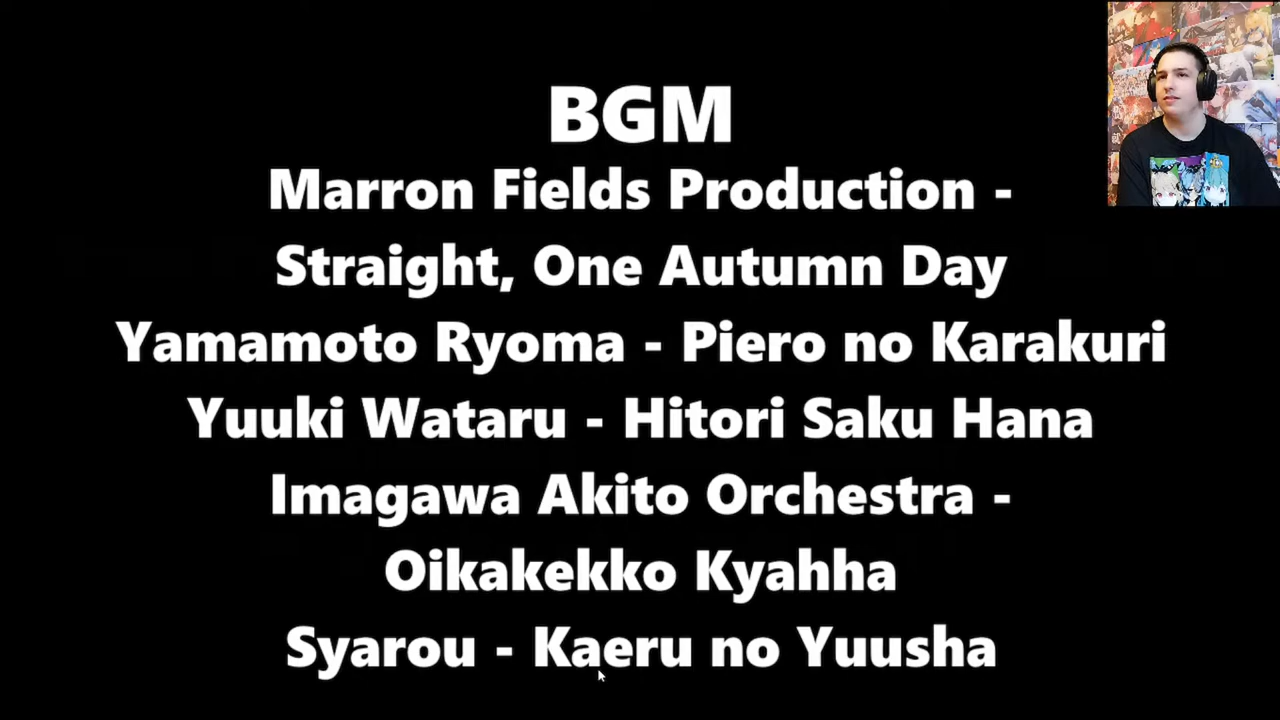 BGM
Marron Fields Production -
Straight, One Autumn Day
Yamamoto Ryoma - Piero no Karakuri
Yuuki Wataru - Hitori Saku Hana
Imagawa Akito Orchestra -
Oikakekko Kyahha
Syarou - Kaeru no Yuusha